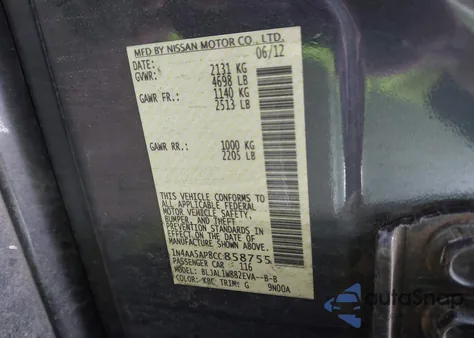 MFD BY NISSAN MOTOR CO., LTD.
DATE: 06/12
GVWR: 2131 KG
4698 LB
GAWR FR.: 1140 KG
2513 LB
GAWR RR.: 1000 KG
2205 LB
THIS VEHICLE CONFORMS TO
ALL APPLICABLE FEDERAL
MOTOR VEHICLE SAFETY,
BUMPER, AND THEFT
PREVENTION STANDARDS
IN EFFECT ON THE DATE OF
MANUFACTURE SHOWN ABOVE.
1N4AA5AP8CC858755
PASSENGER CAR 116
MODEL: BLJALIW882EVA--B-B
COLOR: KBC TRIM: G 9N00A
autoSnap